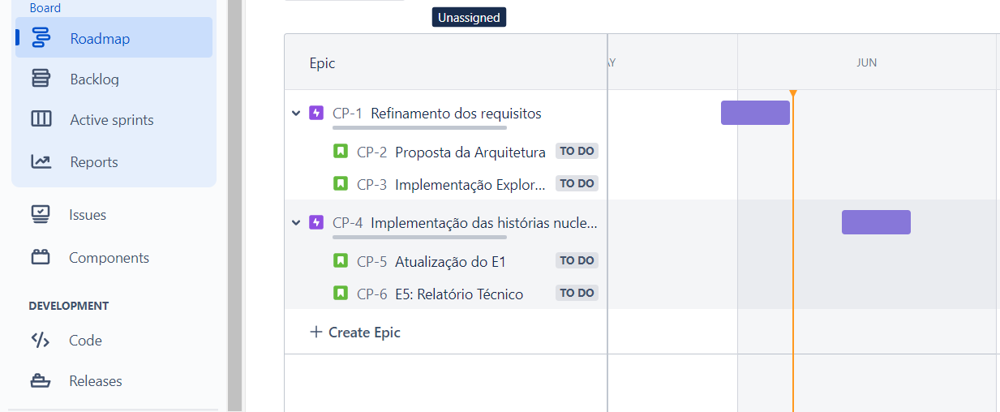 Board
Unassigned
Roadmap
Backlog
Active sprints
Reports
Issues
Components
DEVELOPMENT
Code
Releases
Epic
AY
JUN
CP-1 Refinamento dos requisitos
CP-2 Proposta da Arquitetura TO DO
CP-3 Implementação Explor... TO DO
CP-4 Implementação das histórias nucle...
CP-5 Atualização do E1 TO DO
CP-6 E5: Relatório Técnico TO DO
+ Create Epic